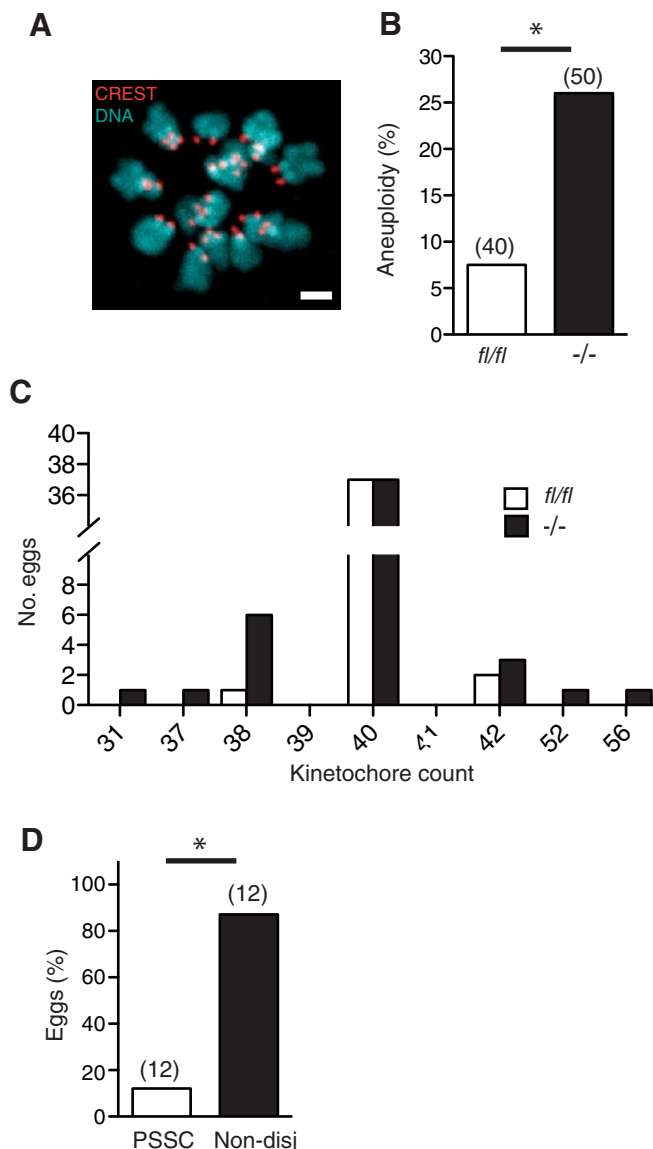 A
CREST
DNA
B
*
Aneuploidy (%)
30
25
20
15
10
5
0
(40)
(50)
fl/fl
-/-
C
No. eggs
40
38
36
8
6
4
2
0
fl/fl
-/-
31
37
38
39
40
41
42
52
56
Kinetochore count
D
*
Eggs (%)
100
80
60
40
20
0
(12)
(12)
PSSC
Non-disj